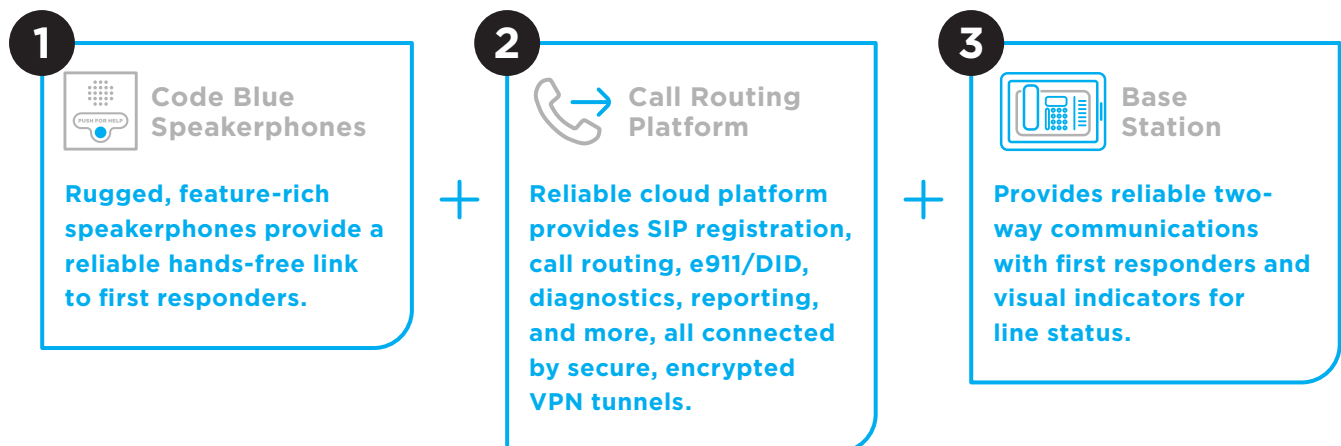 1
Code Blue
Speakerphones
PUSH FOR HELP
Rugged, feature-rich
speakerphones provide a
reliable hands-free link
to first responders.
+
2
Call Routing
Platform
Reliable cloud platform
provides SIP registration,
call routing, e911/DID,
diagnostics, reporting,
and more, all connected
by secure, encrypted
VPN tunnels.
+
3
Base
Station
Provides reliable two-
way communications
with first responders and
visual indicators for
line status.